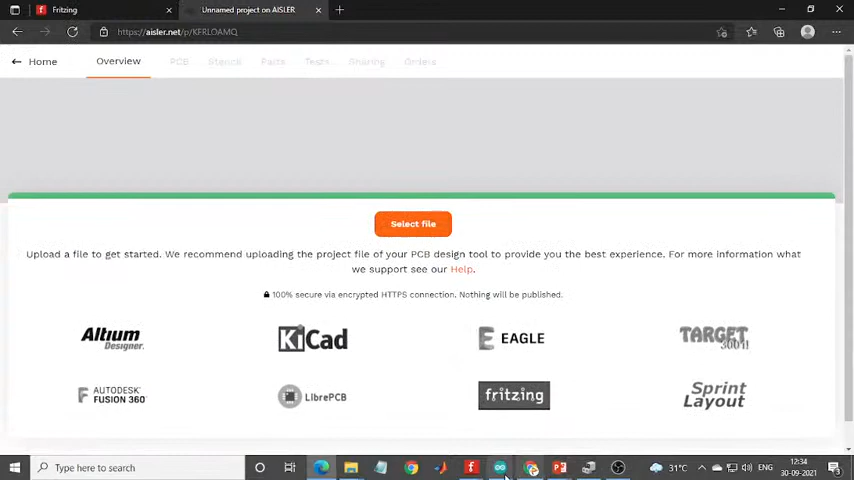 Fritzing
Unnamed project on AISLER
https://aisler.net/p/KFRLOAMQ
Home
Overview
PCB
Stencil
Parts
Tests
Sharing
Orders
Select file
Upload a file to get started. We recommend uploading the project file of your PCB design tool to provide you the best experience. For more information what
we support see our Help.
100% secure via encrypted HTTPS connection. Nothing will be published.
Altium
Designer.
KiCad
EAGLE
TARGET
3001!
AUTODESK
FUSION 360
LibrePCB
fritzing
Sprint
Layout
Type here to search
31°C
ENG
12:34
30-09-2021
3